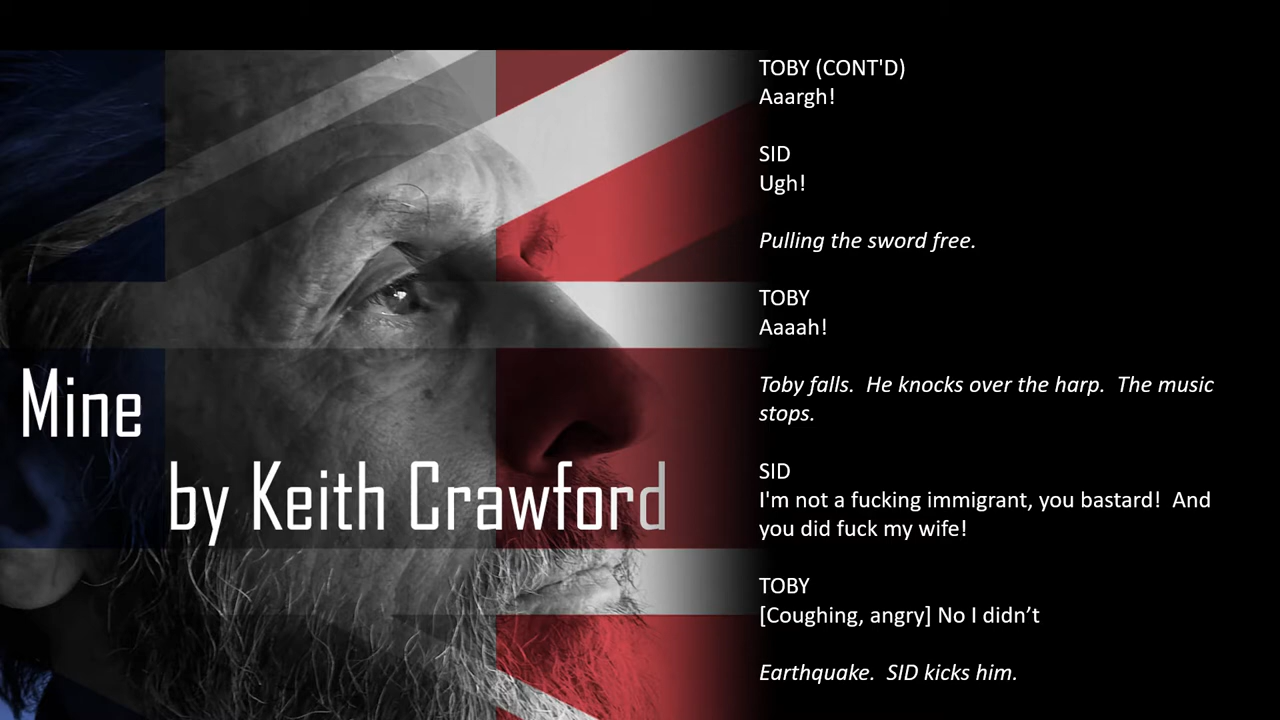 Mine
by Keith Crawford
TOBY (CONT'D)
Aaargh!
SID
Ugh!
Pulling the sword free.
TOBY
Aaaah!
Toby falls.  He knocks over the harp.  The music
stops.
SID
I'm not a fucking immigrant, you bastard!  And
you did fuck my wife!
TOBY
[Coughing, angry] No I didn’t
Earthquake.  SID kicks him.